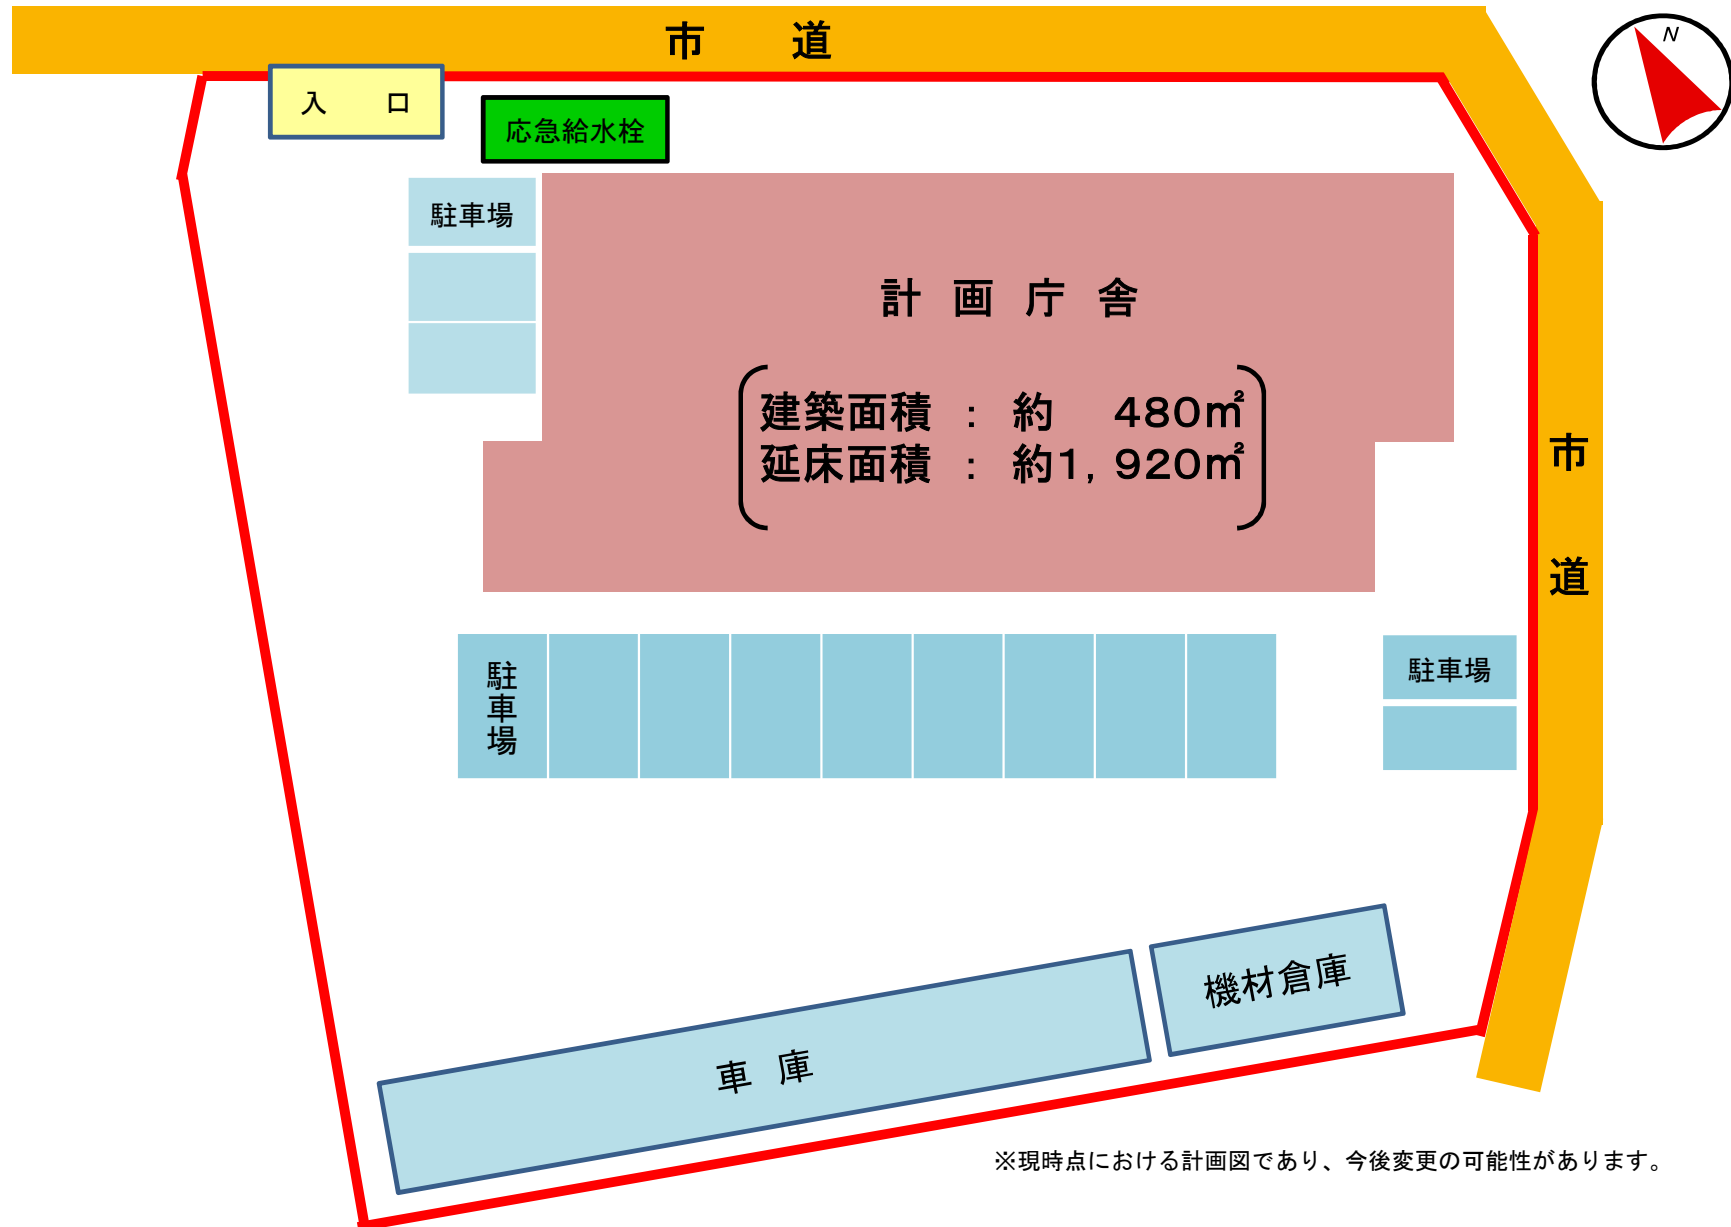 市　道
N
入　口
応急給水栓
駐車場
計 画 庁 舎
建築面積 ： 約　480㎡
延床面積 ： 約1，920㎡
市道
駐車場
駐車場
機材倉庫
車 庫
※現時点における計画図であり、今後変更の可能性があります。